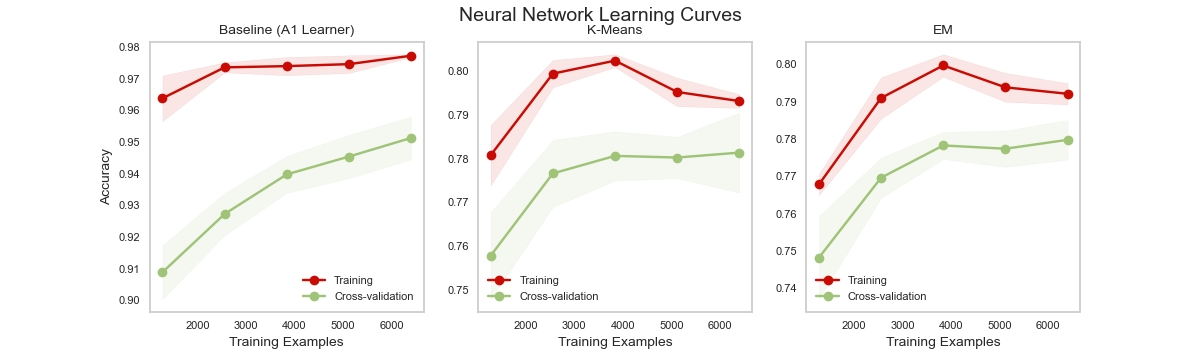 Neural Network Learning Curves
Baseline (A1 Learner)
0.98
0.97
0.96
0.95
0.94
0.93
0.92
0.91
0.90
Accuracy
Training
Cross-validation
2000 3000 4000 5000 6000
Training Examples
K-Means
0.80
0.79
0.78
0.77
0.76
0.75
Training
Cross-validation
2000 3000 4000 5000 6000
Training Examples
EM
0.80
0.79
0.78
0.77
0.76
0.75
0.74
Training
Cross-validation
2000 3000 4000 5000 6000
Training Examples